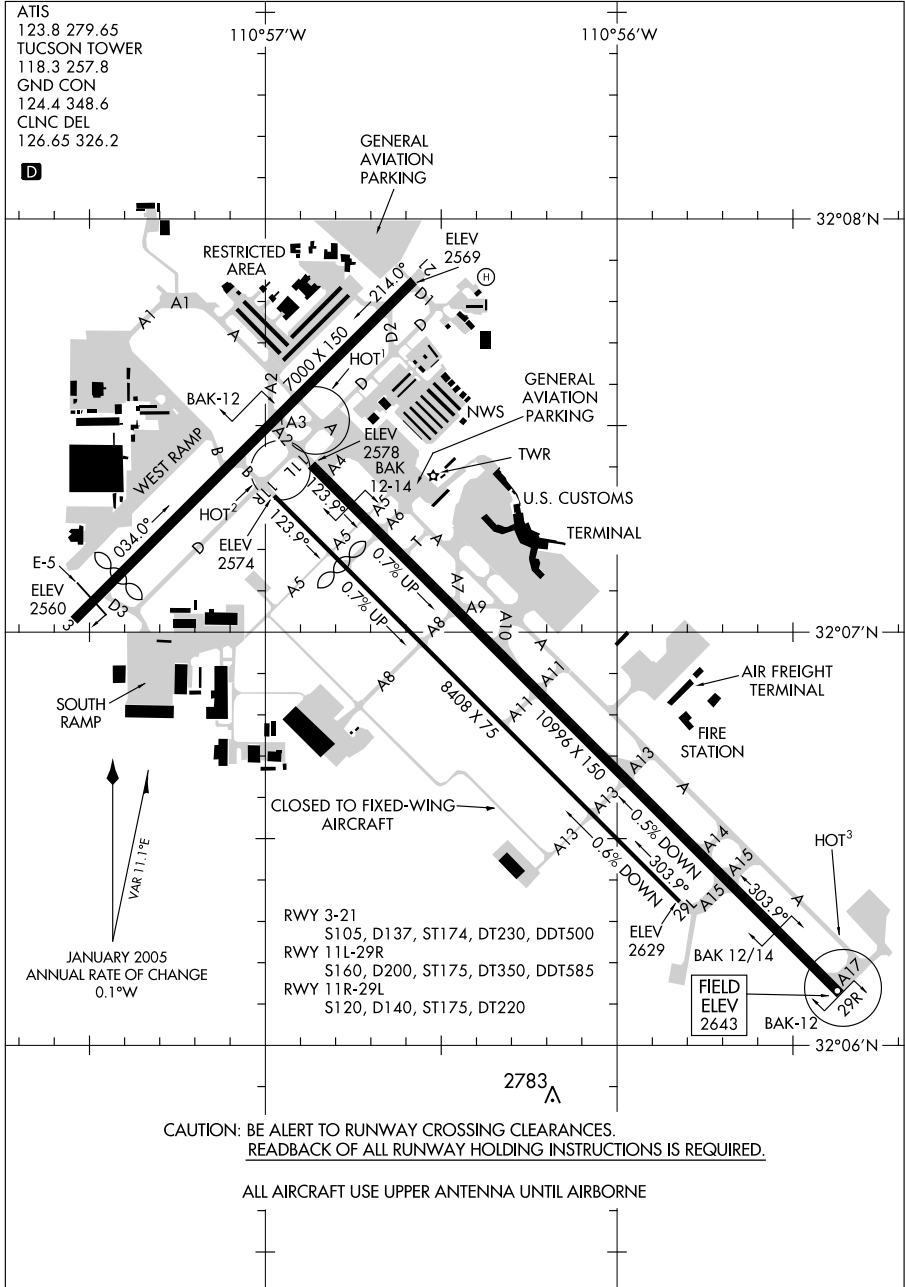 ATIS
123.8 279.65
TUCSON TOWER
118.3 257.8
GND CON
124.4 348.6
CLNC DEL
126.65 326.2
D
110°57'W
110°56'W
GENERAL
AVIATION
PARKING
32°08'N
RESTRICTED
AREA
ELEV
2569
21
H
214.0°
D1
D
A1
A1
A
D2
7000 X 150
HOT¹
D
A2
BAK-12
GENERAL
AVIATION
PARKING
NWS
A3
A
A2
ELEV
2578
BAK
12-14
TWR
WEST RAMP
B
B
11L
A4
11R
123.9°
U.S. CUSTOMS
TERMINAL
034.0°
HOT²
D
ELEV
2574
123.9°
A5
A6
A5
T
A
E-5
ELEV
2560
D3
3
A5
0.7% UP
0.7% UP
A7
A9
A8
A10
A
32°07'N
SOUTH
RAMP
A8
8408 X 75
A11
A11
10996 X 150
AIR FREIGHT
TERMINAL
FIRE
STATION
A13
A
CLOSED TO FIXED-WING
AIRCRAFT
A13
A13
0.5% DOWN
0.6% DOWN
303.9°
A14
A15
HOT³
303.9°
A
29L
A15
VAR 11.1°E
JANUARY 2005
ANNUAL RATE OF CHANGE
0.1°W
RWY 3-21
S105, D137, ST174, DT230, DDT500
RWY 11L-29R
S160, D200, ST175, DT350, DDT585
RWY 11R-29L
S120, D140, ST175, DT220
ELEV
2629
BAK 12/14
FIELD
ELEV
2643
A17
29R
BAK-12
32°06'N
2783
CAUTION: BE ALERT TO RUNWAY CROSSING CLEARANCES.
READBACK OF ALL RUNWAY HOLDING INSTRUCTIONS IS REQUIRED.
ALL AIRCRAFT USE UPPER ANTENNA UNTIL AIRBORNE